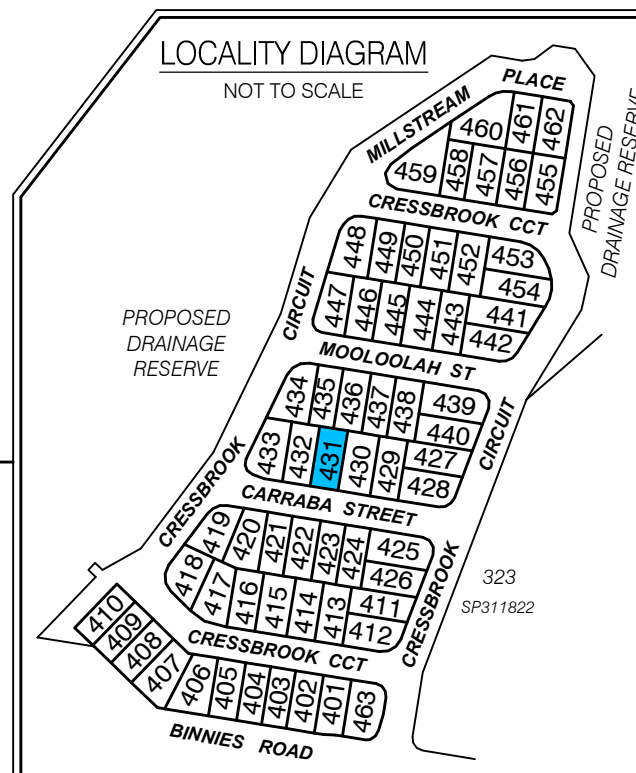 LOCALITY DIAGRAM
NOT TO SCALE
MILLSTREAM PLACE
460 461 462
459 458 457 456 455
PROPOSED
DRAINAGE RESERVE
CRESSBROOK CCT
448 449 450 451 452 453
454
447 446 445 444 443 441
442
CIRCUIT
PROPOSED
DRAINAGE
RESERVE
MOOLOOLAH ST
434 435 436 437 438 439
440
433 432 431 430 429 427
428
CIRCUIT
CRESSBROOK
CARRABA STREET
419 420 421 422 423 424 425
426
418 417 416 415 414 413 411
412
CRESSBROOK
323
SP311822
CRESSBROOK CCT
410 409 408 407 406 405 404 403 402 401 463
BINNIES ROAD